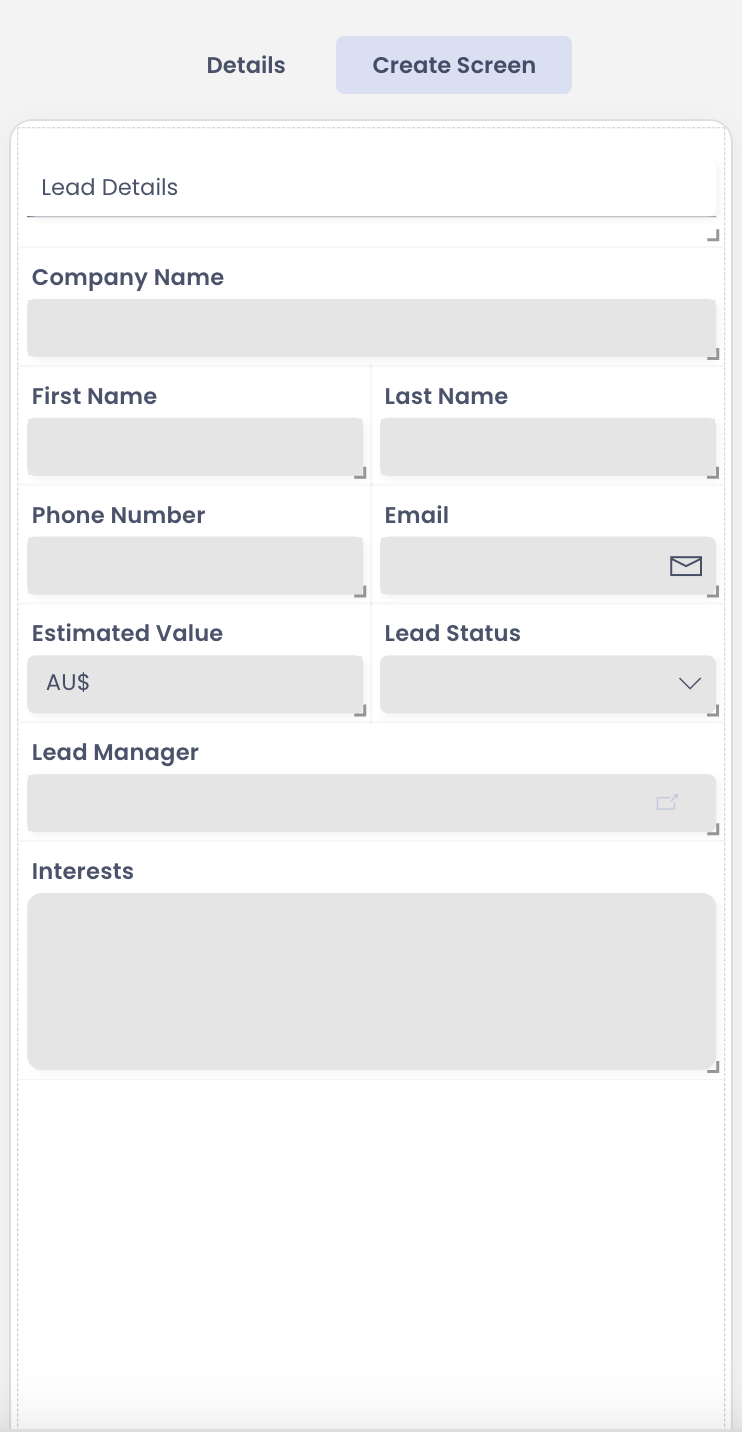 Details
Create Screen
Lead Details
Company Name
First Name
Last Name
Phone Number
Email
Estimated Value
Lead Status
AU$
Lead Manager
Interests